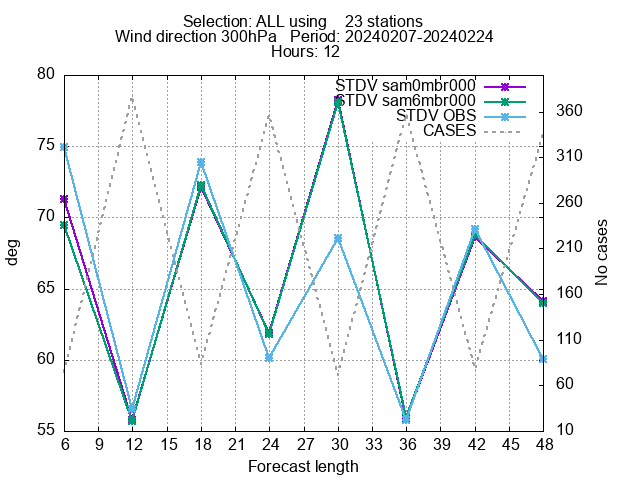 Selection: ALL using 23 stations
Wind direction 300hPa Period: 20240207-20240224
Hours: 12
STDV sam0mbr000
STDV sam6mbr000
STDV OBS
CASES
80
75
70
65
60
55
deg
360
310
260
210
160
110
60
10
No cases
6 9 12 15 18 21 24 27 30 33 36 39 42 45 48
Forecast length